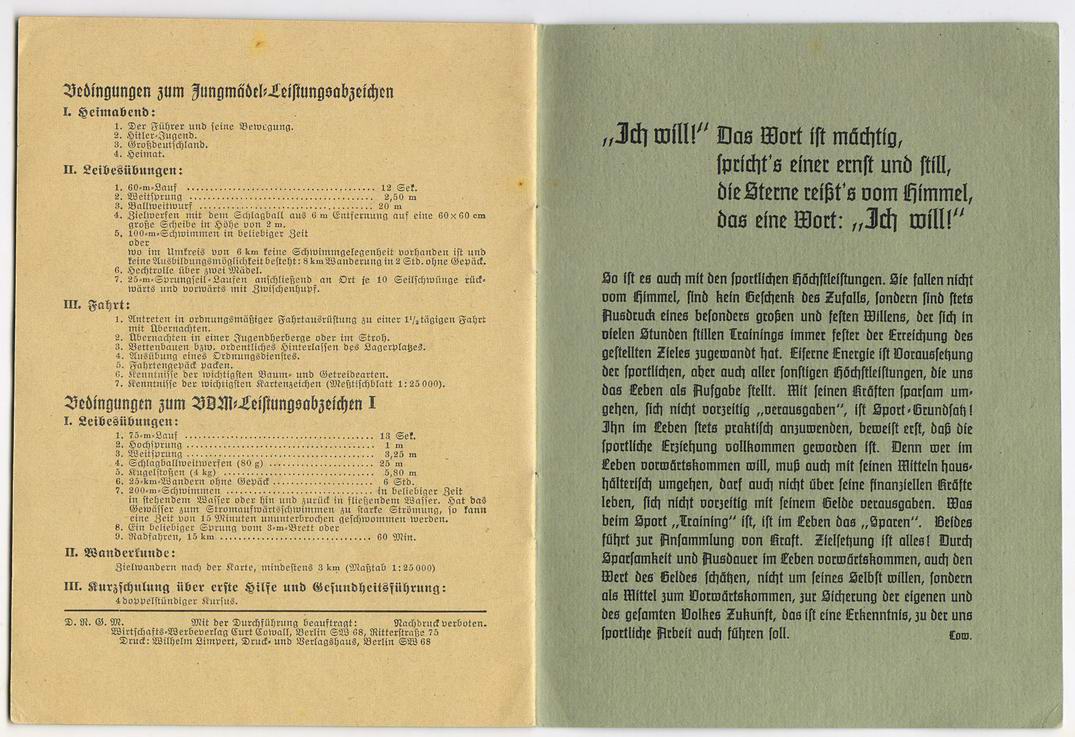 Bedingungen zum Jungmädel-Leistungsabzeichen
I. Heimabend:
1. Der Führer und seine Bewegung.
2. Hitler-Jugend.
3. Großdeutschland.
4. Heimat.
II. Leibesübungen:
1. 60-m-Lauf .......................... 12 Sek.
2. Weitsprung .......................... 2,50 m
3. Ballweitwurf .......................... 20 m
4. Zielwerfen mit dem Schlagball aus 6 m Entfernung auf eine 60×60 cm
große Scheibe in Höhe von 2 m.
5. 100-m-Schwimmen in beliebiger Zeit
oder
wo im Umkreis von 6 km keine Schwimmgelegenheit vorhanden ist und
keine Ausbildungsmöglichkeit besteht: 8 km Wanderung in 2 Std. ohne Gepäck.
6. Hechtrolle über zwei Mädel.
7. 25-m-Sprungseil-Laufen anschließend an Ort je 10 Seilschwünge rück-
wärts und vorwärts mit Zwischenhupf.
III. Fahrt:
1. Antreten in ordnungsmäßiger Fahrtausrüstung zu einer 1½tägigen Fahrt
mit Übernachten.
2. Übernachten in einer Jugendherberge oder im Stroh.
3. Bettenbauen bzw. ordentliches Hinterlassen des Lagerplatzes.
4. Ausübung eines Ordnungsdienstes.
5. Fahrtengepäck packen.
6. Kenntnisse der wichtigsten Baum- und Getreidearten.
7. Kenntnisse der wichtigsten Kartenzeichen (Meßtischblatt 1:25000).
Bedingungen zum BDM-Leistungsabzeichen I
I. Leibesübungen:
1. 75-m-Lauf .......................... 13 Sek.
2. Hochsprung .......................... 1 m
3. Weitsprung .......................... 3,25 m
4. Schlagballweitwerfen (80 g) .................. 25 m
5. Kugelstoßen (4 kg) .......................... 5,80 m
6. 25-km-Wandern ohne Gepäck .................. 6 Std.
7. 200-m-Schwimmen .......................... in beliebiger Zeit
in stehendem Wasser oder hin und zurück in fließendem Wasser. Hat das
Gewässer zum Stromaufwärtsschwimmen zu starke Strömung, so kann
eine Zeit von 15 Minuten ununterbrochen geschwommen werden.
8. Ein beliebiger Sprung vom 3-m-Brett oder
9. Radfahren, 15 km .......................... 60 Min.
II. Wanderkunde:
Zielwandern nach der Karte, mindestens 3 km (Maßtab 1:25000)
III. Kurzschulung über erste Hilfe und Gesundheitsführung:
4 doppelstündiger Kursus.
D. R. G. M. Mit der Durchführung beauftragt: Nachdruck verboten.
Wirtschafts-Werbeverlag Curt Cowall, Berlin SW 68, Ritterstraße 75
Druck: Wilhelm Limpert, Druck- und Verlagshaus, Berlin SW 68
„Ich will!“ Das Wort ist mächtig,
spricht's einer ernst und still,
die Sterne reißt's vom Himmel,
das eine Wort: „Ich will!“
So ist es auch mit den sportlichen Höchstleistungen. Sie fallen nicht
vom Himmel, sind kein Geschenk des Zufalls, sondern sind stets
Ausdruck eines besonders großen und festen Willens, der sich in
vielen Stunden stillen Trainings immer fester der Erreichung des
gestellten Zieles zugewandt hat. Eiserne Energie ist Voraussetzung
der sportlichen, aber auch aller sonstigen Höchstleistungen, die uns
das Leben als Aufgabe stellt. Mit seinen Kräften sparsam um-
gehen, sich nicht vorzeitig „verausgaben“, ist Sport-Grundsatz!
Ihn im Leben stets praktisch anzuwenden, beweist erst, daß die
sportliche Erziehung vollkommen geworden ist. Denn wer im
Leben vorwärtskommen will, muß auch mit seinen Mitteln haus-
hälterisch umgehen, darf auch nicht über seine finanziellen Kräfte
leben, sich nicht vorzeitig mit seinem Gelde verausgaben. Was
beim Sport „Training“ ist, ist im Leben das „Sparen“. Beides
führt zur Ansammlung von Kraft. Zielsetzung ist alles! Durch
Sparsamkeit und Ausdauer im Leben vorwärtskommen, auch den
Wert des Geldes schätzen, nicht um seines Selbst willen, sondern
als Mittel zum Vorwärtskommen, zur Sicherung der eigenen und
des gesamten Volkes Zukunft, das ist eine Erkenntnis, zu der uns
sportliche Arbeit auch führen soll. Cow.